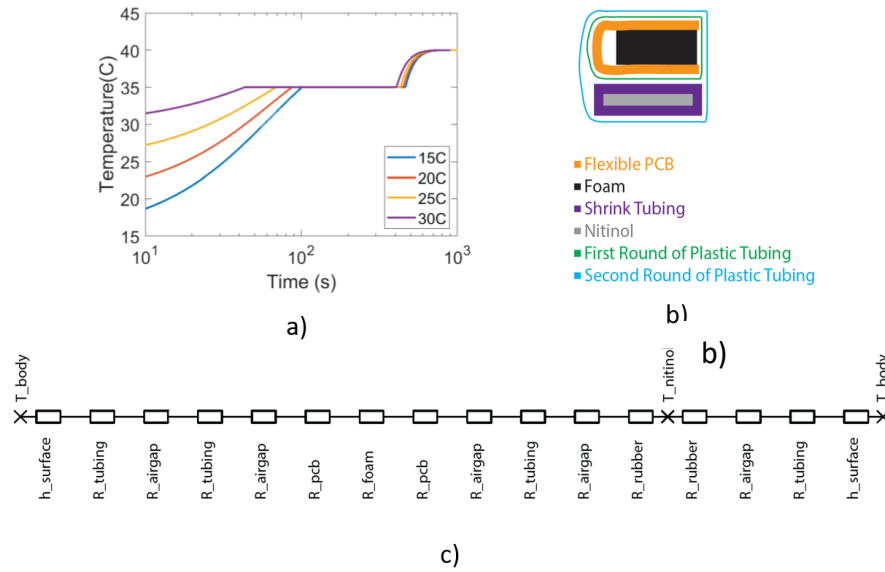 45
40
35
30
25
20
15
Temperature(C)
15C
20C
25C
30C
10^1
10^2
10^3
Time (s)
a)
Flexible PCB
Foam
Shrink Tubing
Nitinol
First Round of Plastic Tubing
Second Round of Plastic Tubing
b)
b)
T_body
T_nitinol
T_body
h_surface
R_tubing
R_airgap
R_tubing
R_airgap
R_pcb
R_foam
R_pcb
R_airgap
R_tubing
R_airgap
R_rubber
R_rubber
R_airgap
R_tubing
h_surface
c)